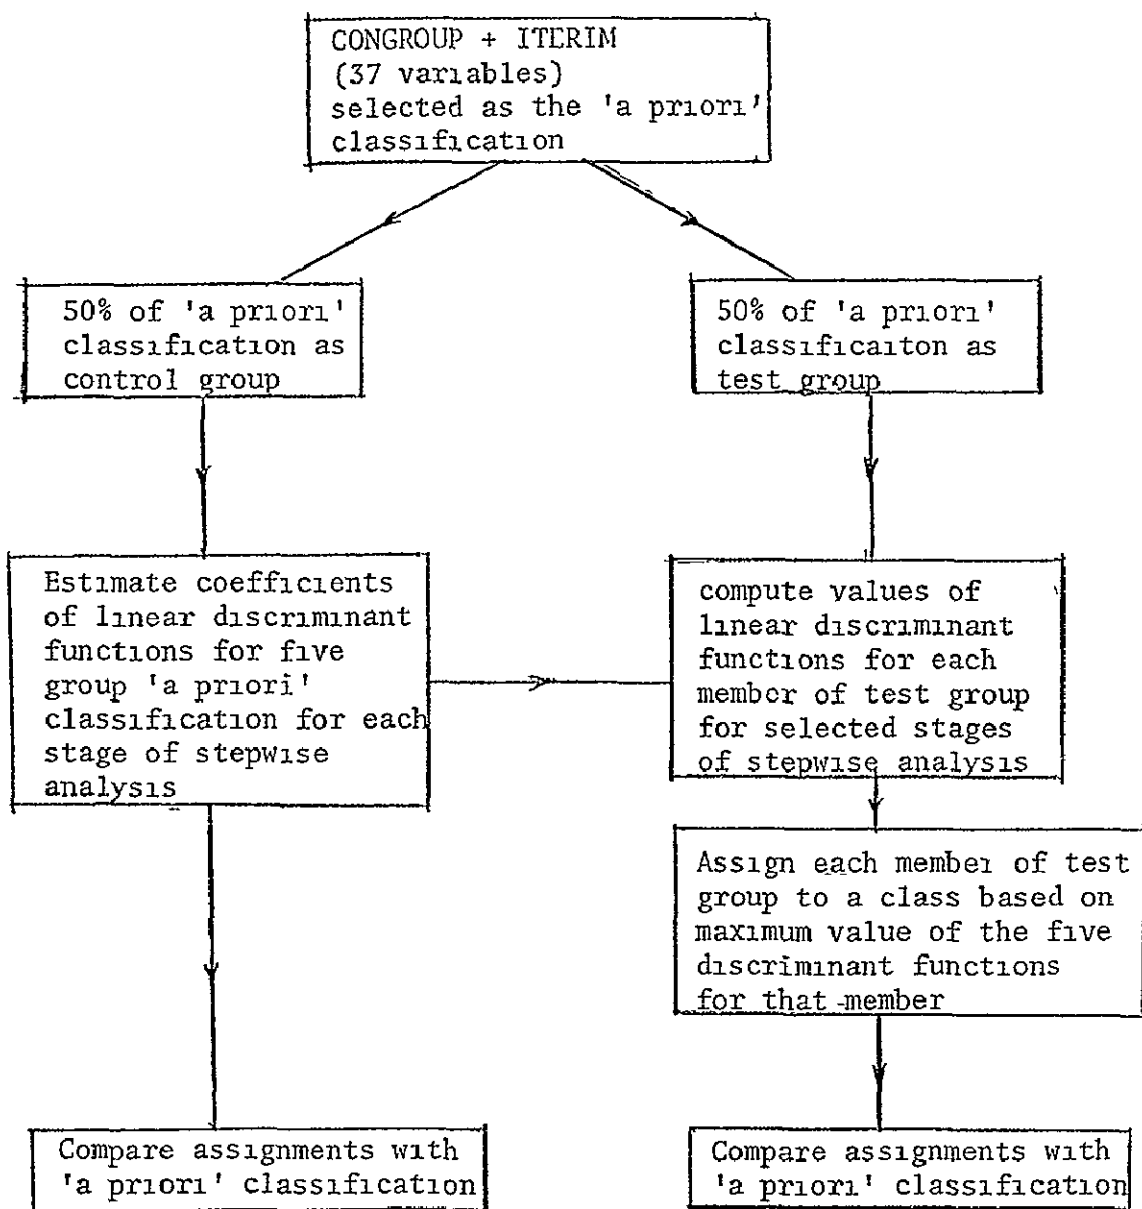 CONGROUP + ITERIM
(37 variables)
selected as the 'a priori'
classification
50% of 'a priori'
classification as
control group
50% of 'a priori'
classificaiton as
test group
Estimate coefficients
of linear discriminant
functions for five
group 'a priori'
classification for each
stage of stepwise
analysis
compute values of
linear discriminant
functions for each
member of test group
for selected stages
of stepwise analysis
Assign each member of test
group to a class based on
maximum value of the five
discriminant functions
for that member
Compare assignments with
'a priori' classification
Compare assignments with
'a priori' classification